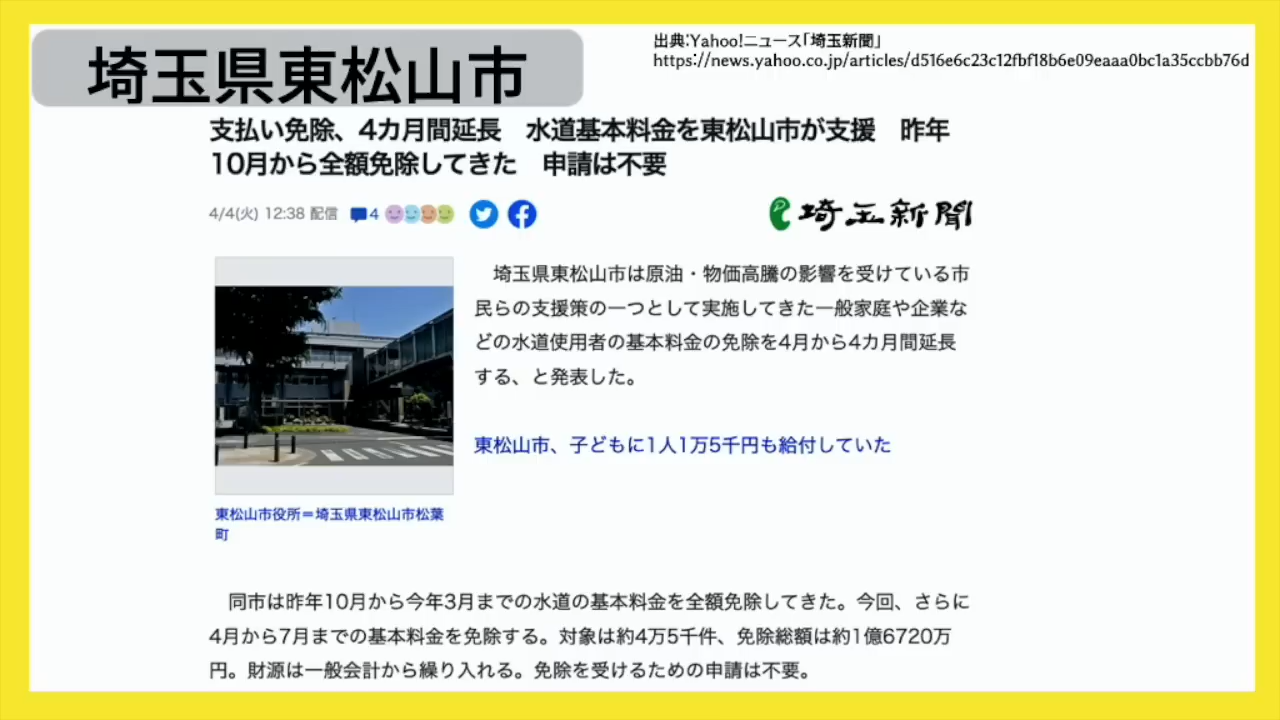 埼玉県東松山市
出典:Yahoo!ニュース「埼玉新聞」
https://news.yahoo.co.jp/articles/d516e6c23c12fbf18b6e09eaaa0bc1a35ccbb76d
支払い免除、4カ月間延長　水道基本料金を東松山市が支援　昨年
10月から全額免除してきた　申請は不要
4/4(火) 12:38 配信 4
埼玉新聞
埼玉県東松山市は原油・物価高騰の影響を受けている市
民らの支援策の一つとして実施してきた一般家庭や企業な
どの水道使用者の基本料金の免除を4月から4カ月間延長
する、と発表した。
東松山市、子どもに1人1万5千円も給付していた
東松山市役所＝埼玉県東松山市松葉
町
同市は昨年10月から今年3月までの水道の基本料金を全額免除してきた。今回、さらに
4月から7月までの基本料金を免除する。対象は約4万5千件、免除総額は約1億6720万
円。財源は一般会計から繰り入れる。免除を受けるための申請は不要。